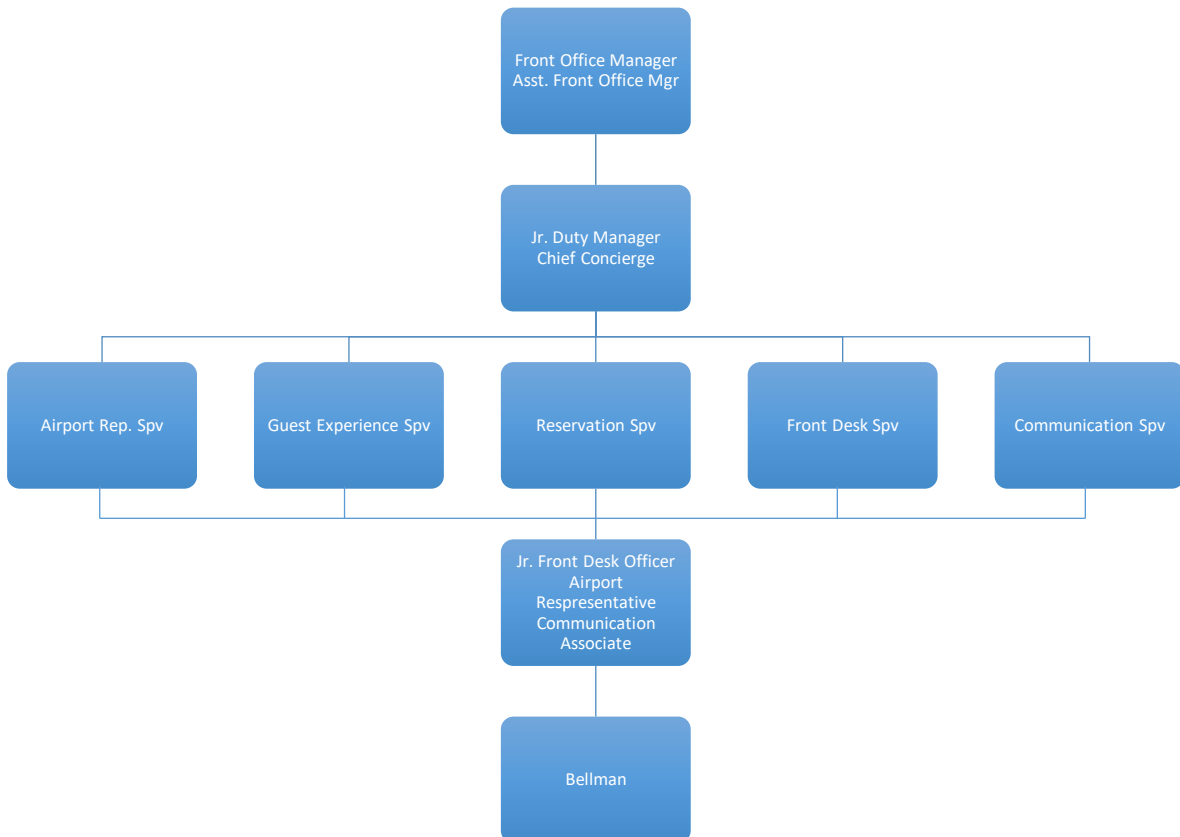 Front Office Manager
Asst. Front Office Mgr
Jr. Duty Manager
Chief Concierge
Airport Rep. Spv
Guest Experience Spv
Reservation Spv
Front Desk Spv
Communication Spv
Jr. Front Desk Officer
Airport
Respresentative
Communication
Associate
Bellman